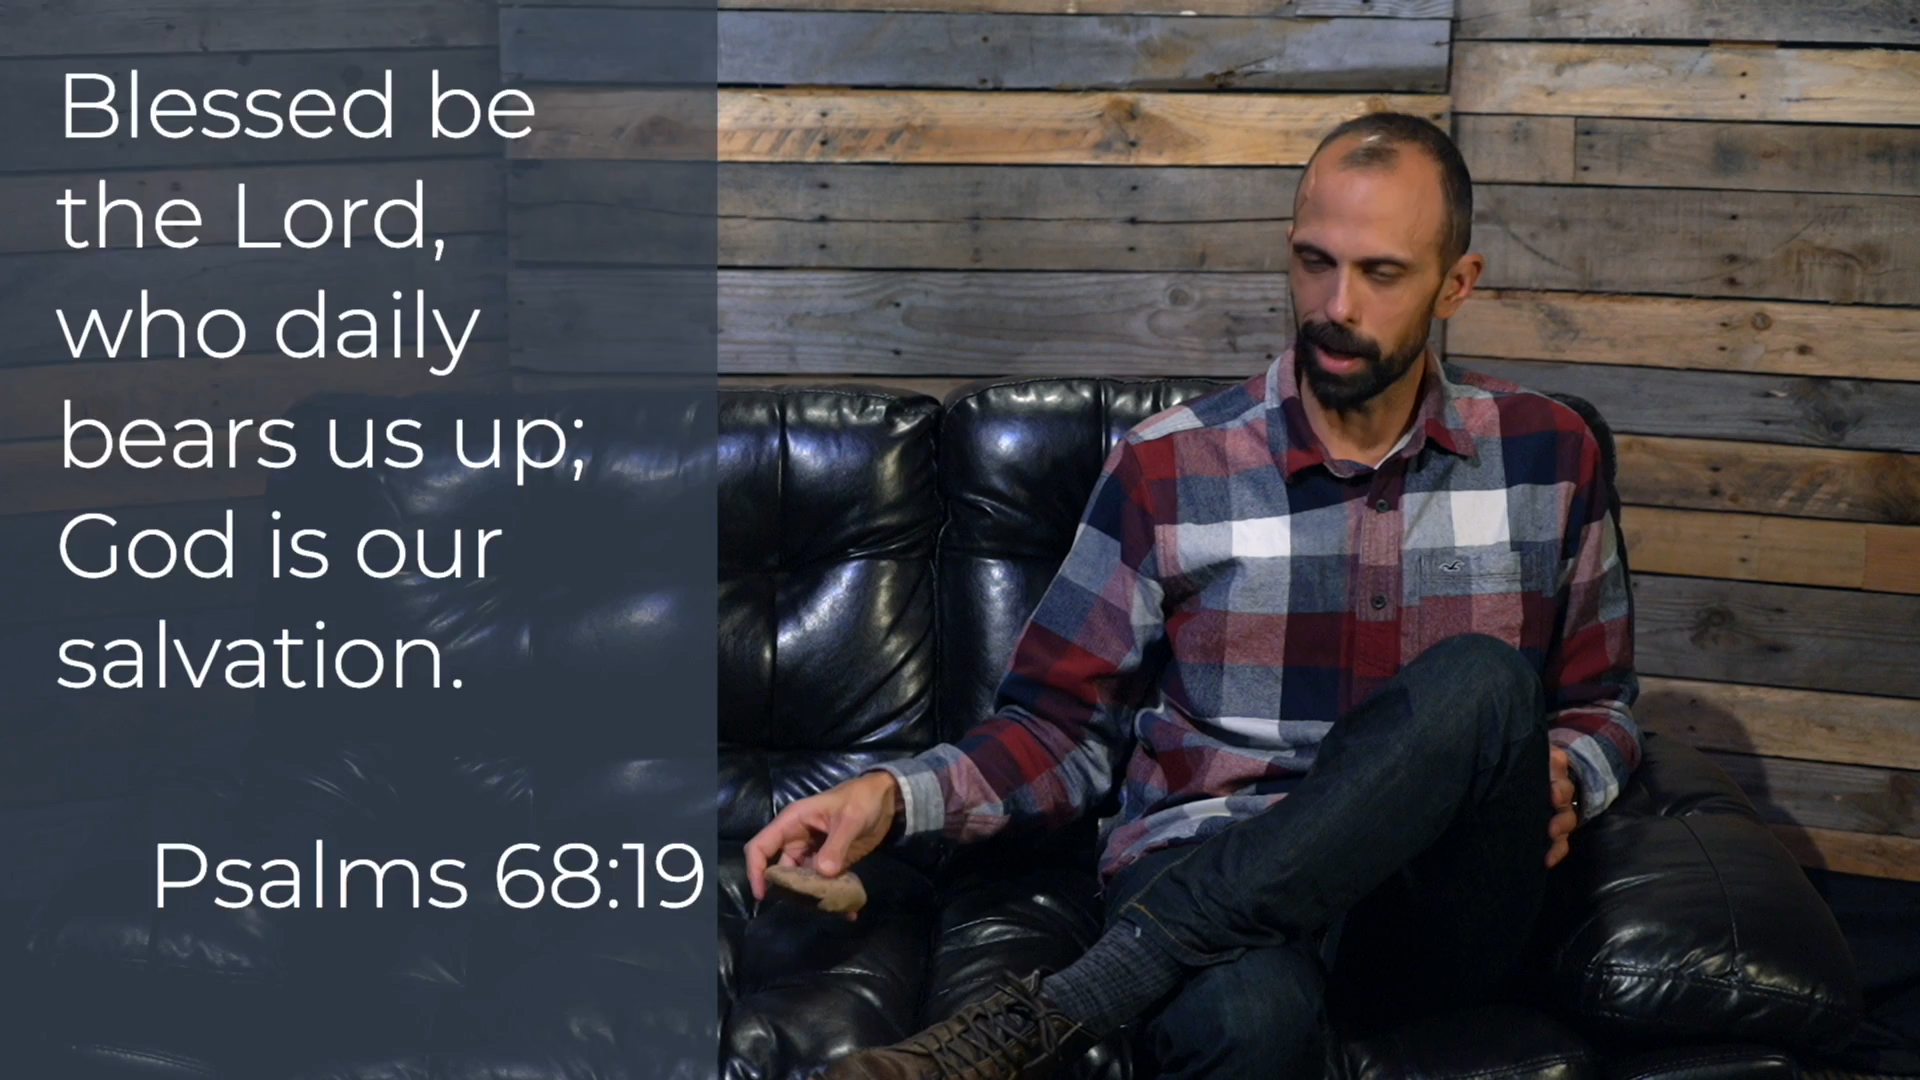 Blessed be
the Lord,
who daily
bears us up;
God is our
salvation.
Psalms 68:19